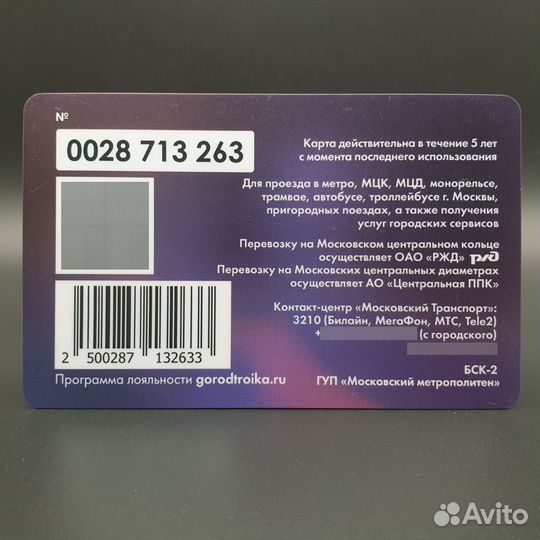 №
0028 713 263
Карта действительна в течение 5 лет
с момента последнего использования
Для проезда в метро, МЦК, МЦД, монорельсе,
трамвае, автобусе, троллейбусе г. Москвы,
пригородных поездах, а также получения
услуг городских сервисов
Перевозку на Московском центральном кольце
осуществляет ОАО «РЖД» РЖД
Перевозку на Московских центральных диаметрах
осуществляет АО «Центральная ППК»
Контакт-центр «Московский Транспорт»:
3210 (Билайн, МегаФон, МТС, Tele2)
+ (с городского)
2 500287 132633
Программа лояльности gorodtroika.ru
БСК-2
ГУП «Московский метрополитен»
Avito